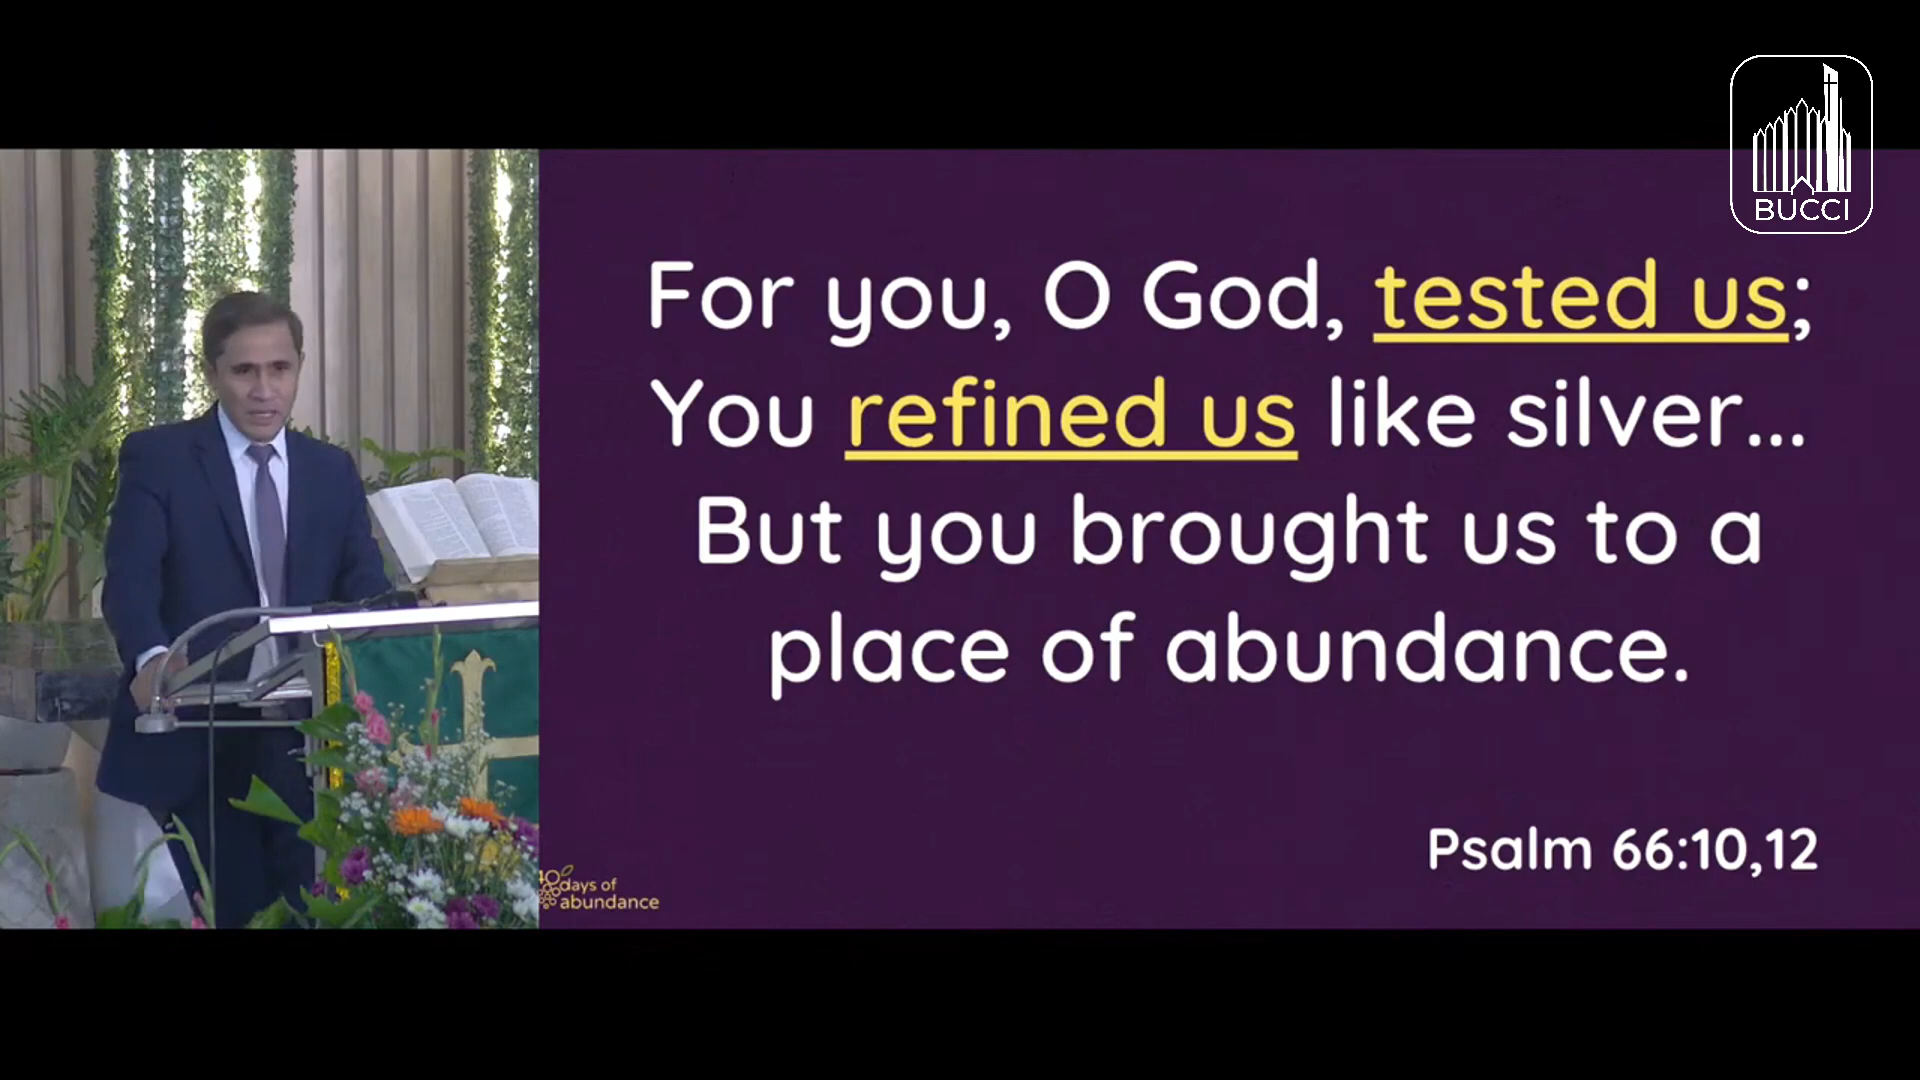 BUCCI
For you, O God, tested us;
You refined us like silver...
But you brought us to a
place of abundance.
Psalm 66:10,12
40
days of
abundance